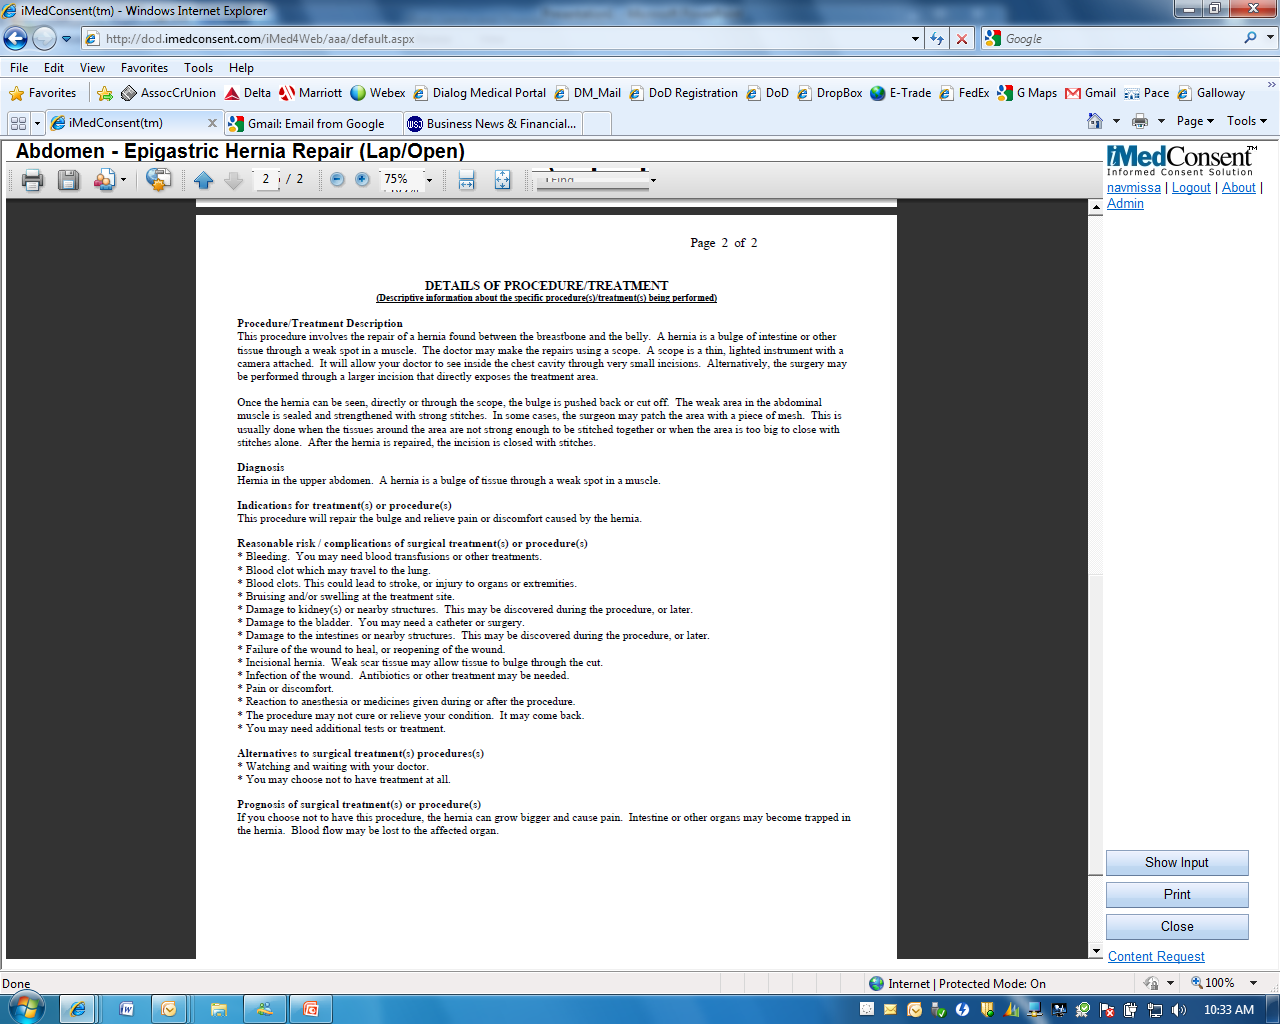 iMedConsent(tm) - Windows Internet Explorer
http://dod.imedconsent.com/iMed4Web/aaa/default.aspx
Google
File Edit View Favorites Tools Help
Favorites AssocCrUnion Delta Marriott Webex Dialog Medical Portal DM_Mail DoD Registration DoD DropBox E-Trade FedEx G Maps Gmail Pace Galloway
iMedConsent(tm) Gmail: Email from Google WSJ Business News & Financial... Page Tools
Abdomen - Epigastric Hernia Repair (Lap/Open)
iMedConsent™
Informed Consent Solution
2 / 2 75%
navmissa | Logout | About |
Admin
Page 2 of 2
DETAILS OF PROCEDURE/TREATMENT
(Descriptive information about the specific procedure(s)/treatment(s) being performed)
Procedure/Treatment Description
This procedure involves the repair of a hernia found between the breastbone and the belly. A hernia is a bulge of intestine or other
tissue through a weak spot in a muscle. The doctor may make the repairs using a scope. A scope is a thin, lighted instrument with a
camera attached. It will allow your doctor to see inside the chest cavity through very small incisions. Alternatively, the surgery may
be performed through a larger incision that directly exposes the treatment area.
Once the hernia can be seen, directly or through the scope, the bulge is pushed back or cut off. The weak area in the abdominal
muscle is sealed and strengthened with strong stitches. In some cases, the surgeon may patch the area with a piece of mesh. This is
usually done when the tissues around the area are not strong enough to be stitched together or when the area is too big to close with
stitches alone. After the hernia is repaired, the incision is closed with stitches.
Diagnosis
Hernia in the upper abdomen. A hernia is a bulge of tissue through a weak spot in a muscle.
Indications for treatment(s) or procedure(s)
This procedure will repair the bulge and relieve pain or discomfort caused by the hernia.
Reasonable risk / complications of surgical treatment(s) or procedure(s)
* Bleeding. You may need blood transfusions or other treatments.
* Blood clot which may travel to the lung.
* Blood clots. This could lead to stroke, or injury to organs or extremities.
* Bruising and/or swelling at the treatment site.
* Damage to kidney(s) or nearby structures. This may be discovered during the procedure, or later.
* Damage to the bladder. You may need a catheter or surgery.
* Damage to the intestines or nearby structures. This may be discovered during the procedure, or later.
* Failure of the wound to heal, or reopening of the wound.
* Incisional hernia. Weak scar tissue may allow tissue to bulge through the cut.
* Infection of the wound. Antibiotics or other treatment may be needed.
* Pain or discomfort.
* Reaction to anesthesia or medicines given during or after the procedure.
* The procedure may not cure or relieve your condition. It may come back.
* You may need additional tests or treatment.
Alternatives to surgical treatment(s) procedures(s)
* Watching and waiting with your doctor.
* You may choose not to have treatment at all.
Prognosis of surgical treatment(s) or procedure(s)
If you choose not to have this procedure, the hernia can grow bigger and cause pain. Intestine or other organs may become trapped in
the hernia. Blood flow may be lost to the affected organ.
Show Input
Print
Close
Content Request
Done Internet | Protected Mode: On 100%
10:33 AM